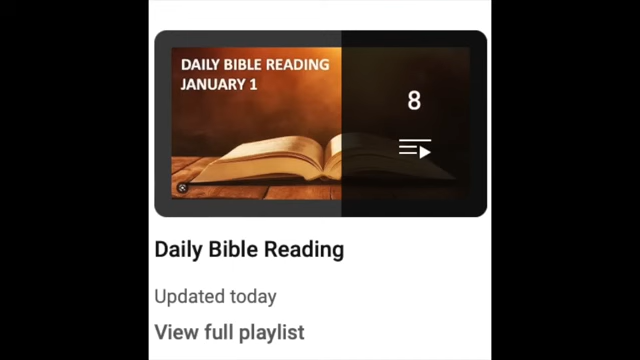 DAILY BIBLE READING
JANUARY 1
8
Daily Bible Reading
Updated today
View full playlist